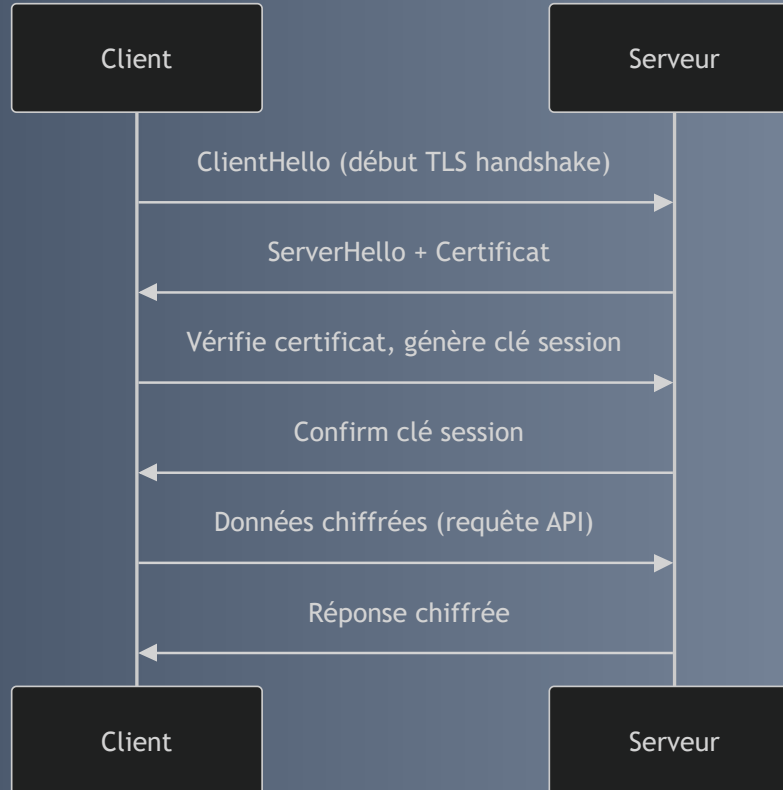 Client
Serveur
ClientHello (début TLS handshake)
ServerHello + Certificat
Vérifie certificat, génère clé session
Confirm clé session
Données chiffrées (requête API)
Réponse chiffrée
Client
Serveur